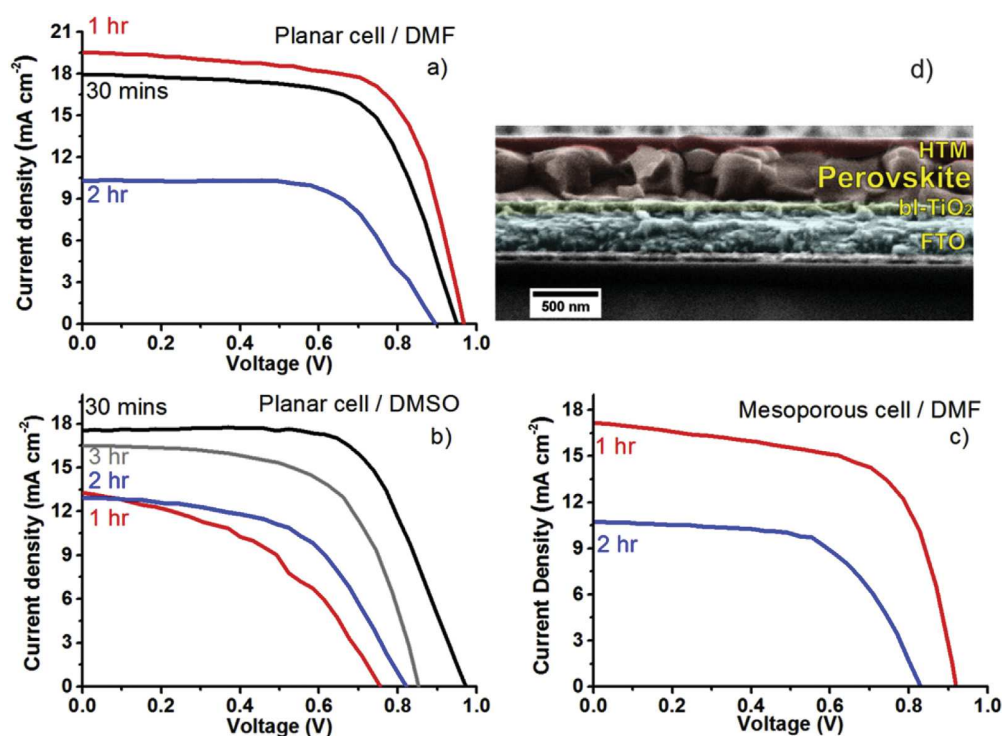 1 hr
Planar cell / DMF
a)
30 mins
2 hr
21
18
15
12
9
6
3
0
0.0 0.2 0.4 0.6 0.8 1.0
Voltage (V)
Current density (mA cm-2)
d)
HTM
Perovskite
bl-TiO2
FTO
500 nm
30 mins
Planar cell / DMSO
b)
3 hr
2 hr
1 hr
18
15
12
9
6
3
0
0.0 0.2 0.4 0.6 0.8 1.0
Voltage (V)
Current density (mA cm-2)
Mesoporous cell / DMF
c)
1 hr
2 hr
18
15
12
9
6
3
0
0.0 0.2 0.4 0.6 0.8 1.0
Voltage (V)
Current Density (mA cm-2)